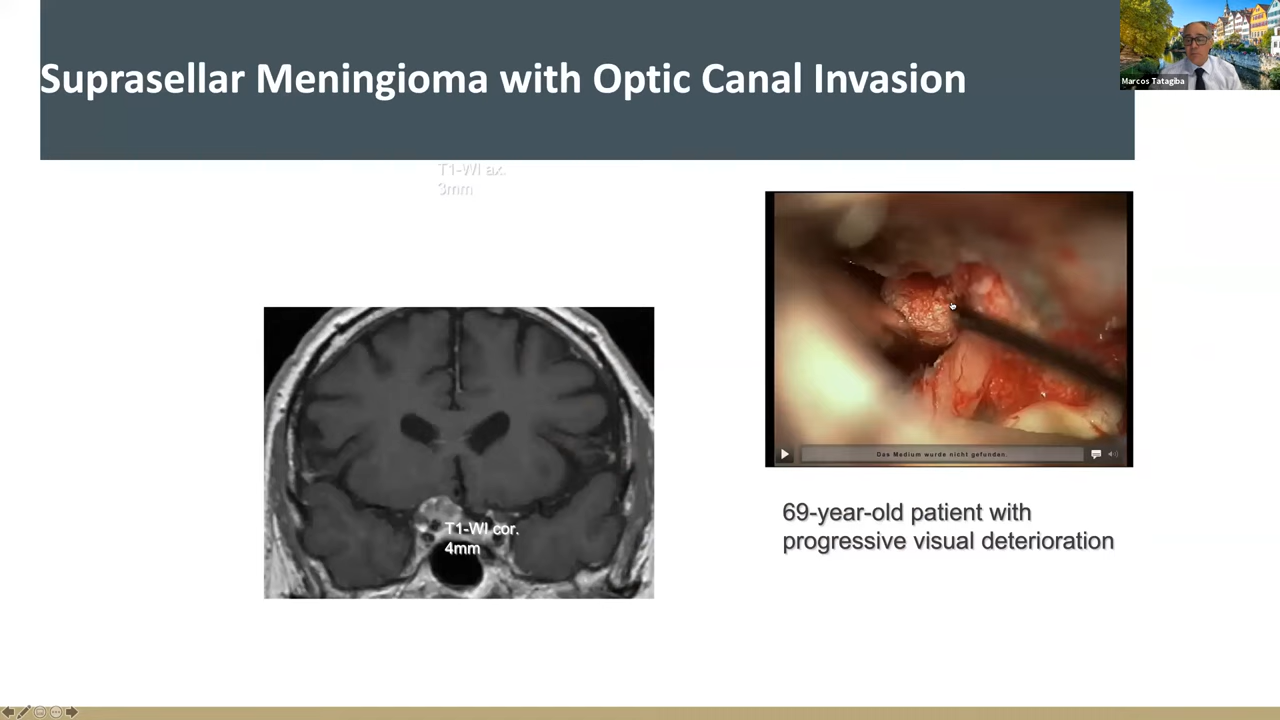 Suprasellar Meningioma with Optic Canal Invasion
Marcos Tatagiba
T1-WI ax.
3mm
T1-WI cor.
4mm
Das Medium wurde nicht gefunden.
69-year-old patient with
progressive visual deterioration